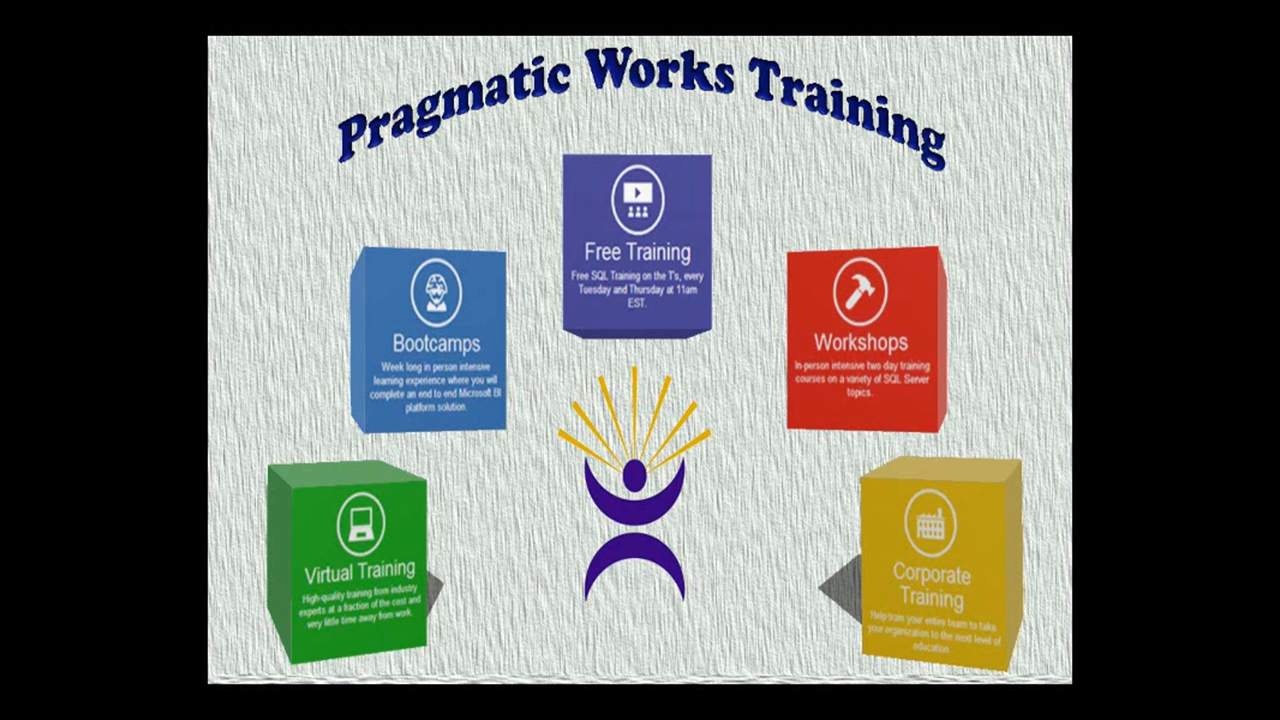 Pragmatic Works Training
Free Training
Free SQL Training on the T's, every
Tuesday and Thursday at 11am
EST.
Bootcamps
Week long in person intensive
learning experience where you will
complete an end to end Microsoft BI
platform solution.
Workshops
In-person intensive two day training
courses on a variety of SQL Server
topics.
Virtual Training
High-quality training from industry
experts at a fraction of the cost and
very little time away from work.
Corporate
Training
Help train your entire team to take
your organization to the next level of
education.